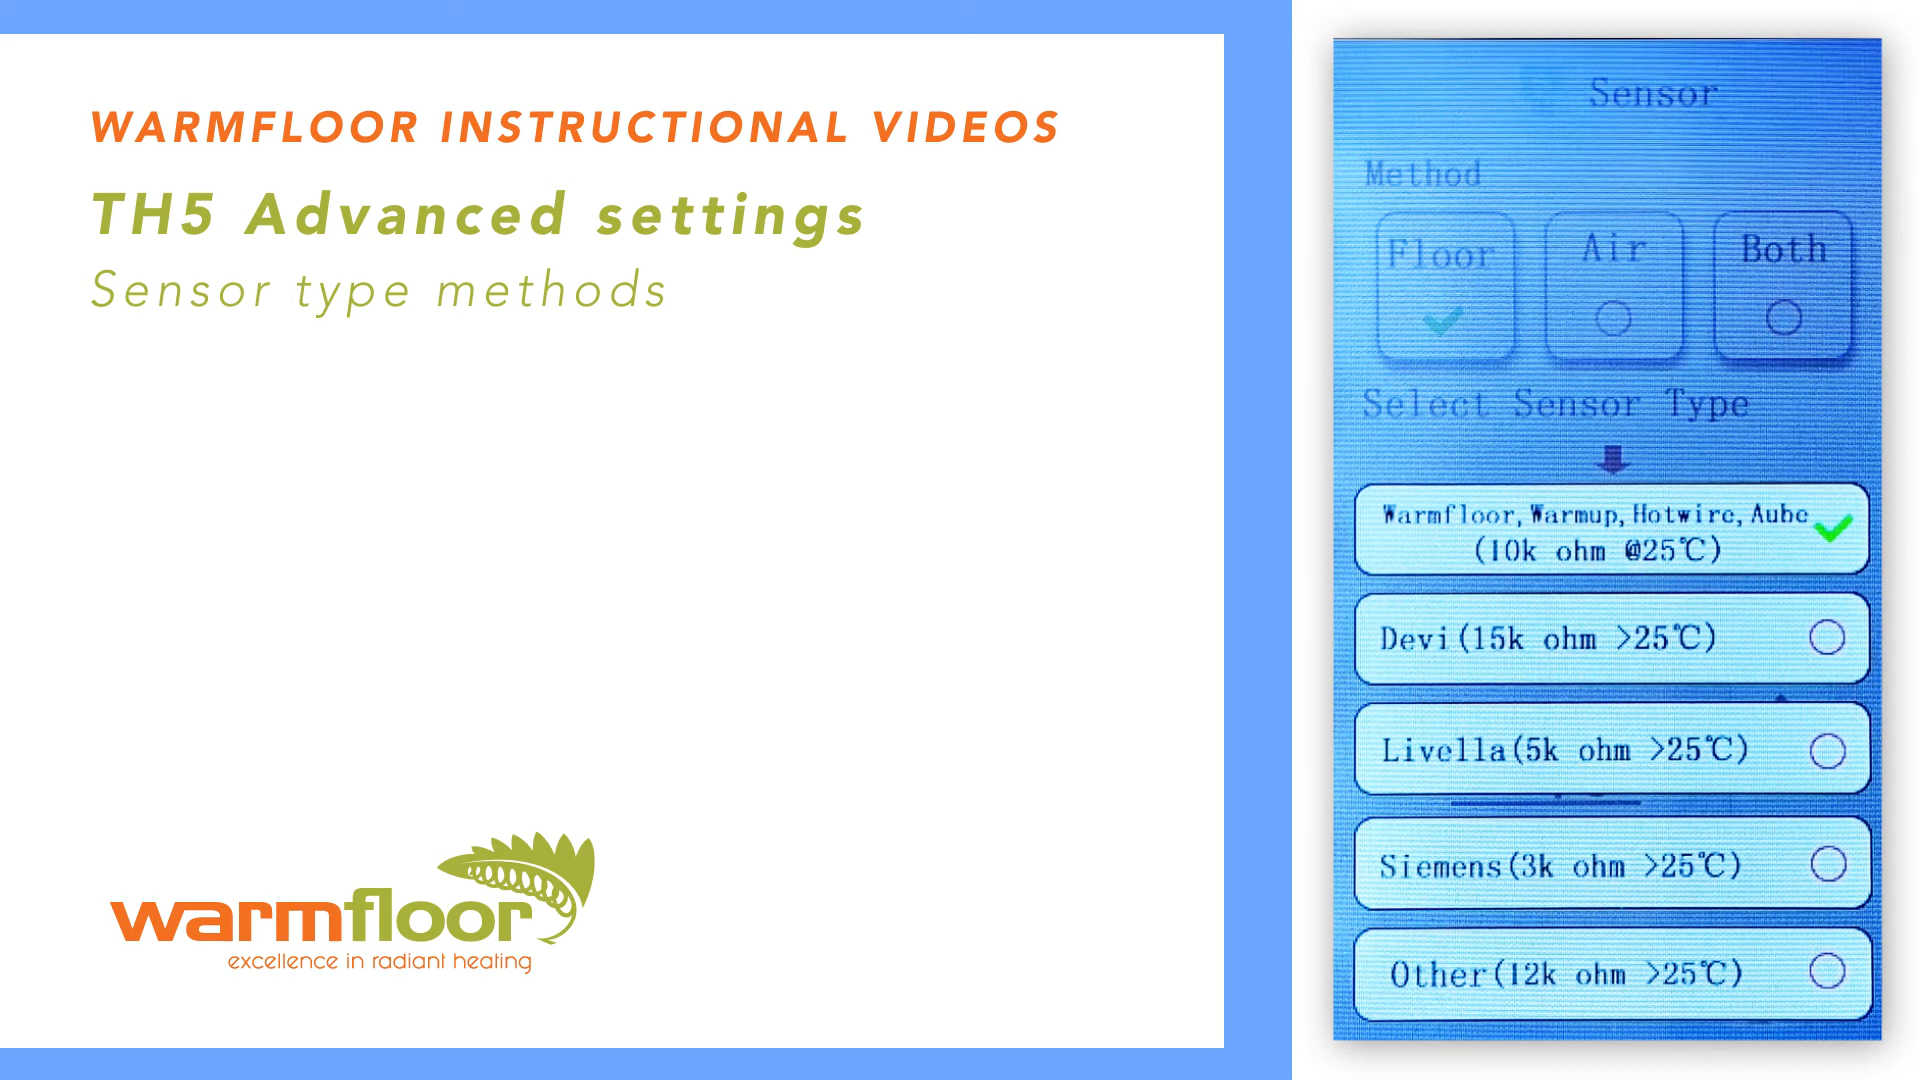 WARMFLOOR INSTRUCTIONAL VIDEOS
TH5 Advanced settings
Sensor type methods
warmfloor
excellence in radiant heating
Sensor
Method
Floor
Air
Both
Select Sensor Type
Warmfloor, Warmup, Hotwire, Aube
(10k ohm @25℃)
Devi(15k ohm >25℃)
Livella(5k ohm >25℃)
Siemens(3k ohm >25℃)
Other(12k ohm >25℃)